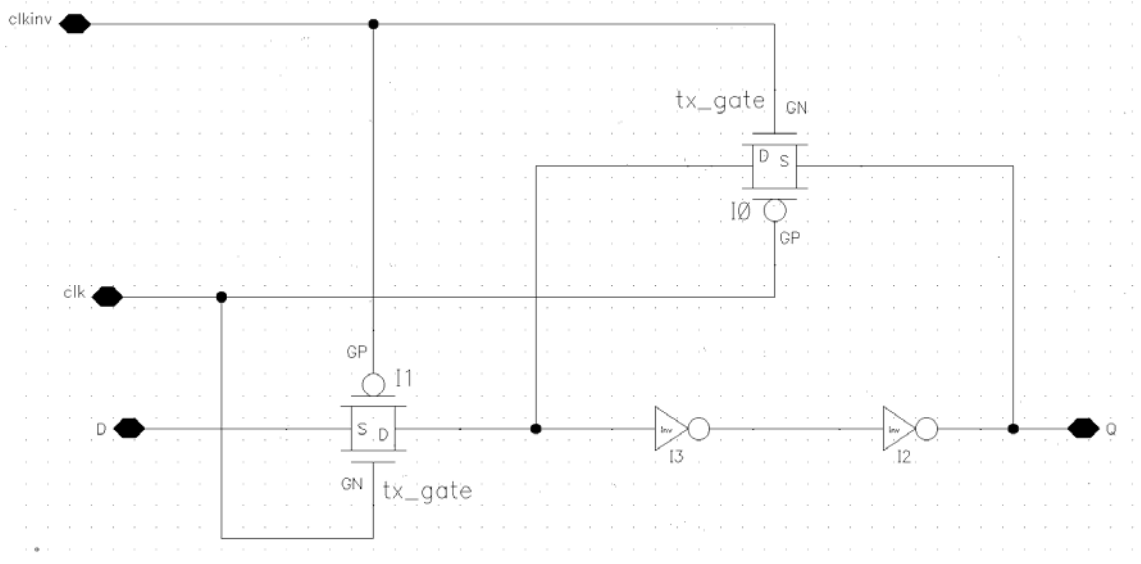 clkinv
tx_gate GN
D S
I0
GP
clk
GP
I1
D
S D
Inv
Inv
Q
I3
I2
GN
tx_gate